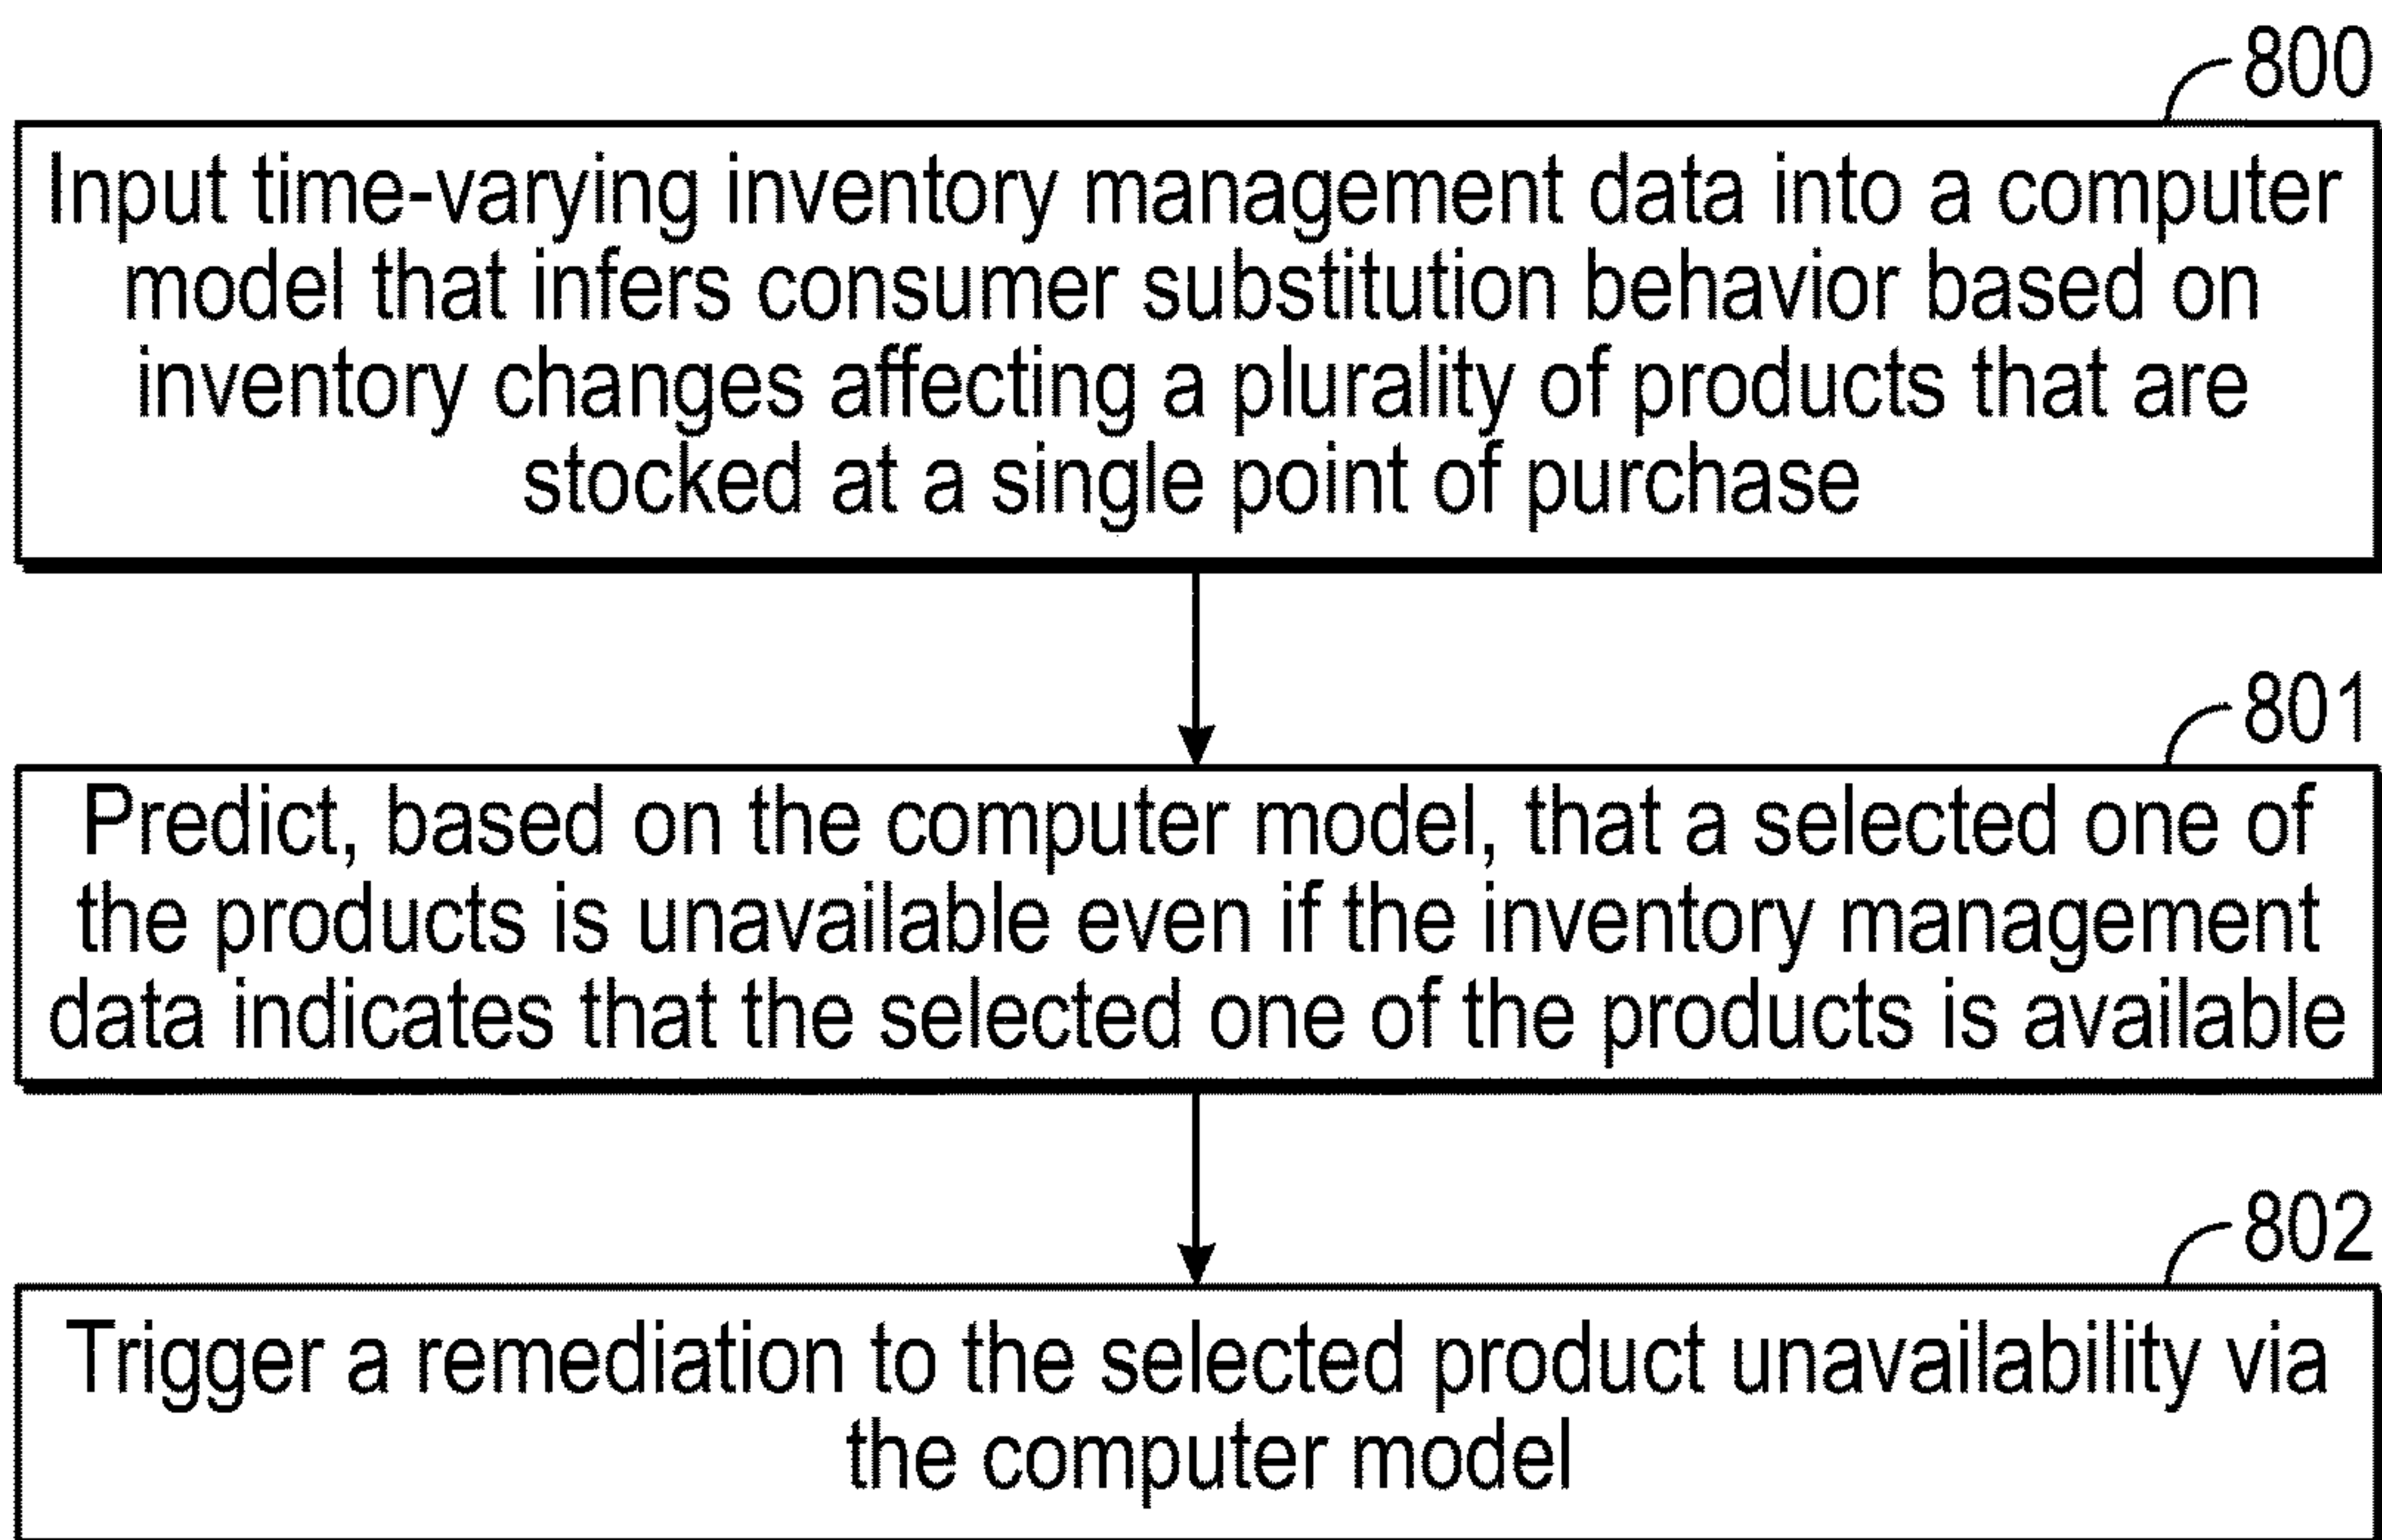 800
Input time-varying inventory management data into a computer
model that infers consumer substitution behavior based on
inventory changes affecting a plurality of products that are
stocked at a single point of purchase
801
Predict, based on the computer model, that a selected one of
the products is unavailable even if the inventory management
data indicates that the selected one of the products is available
802
Trigger a remediation to the selected product unavailability via
the computer model